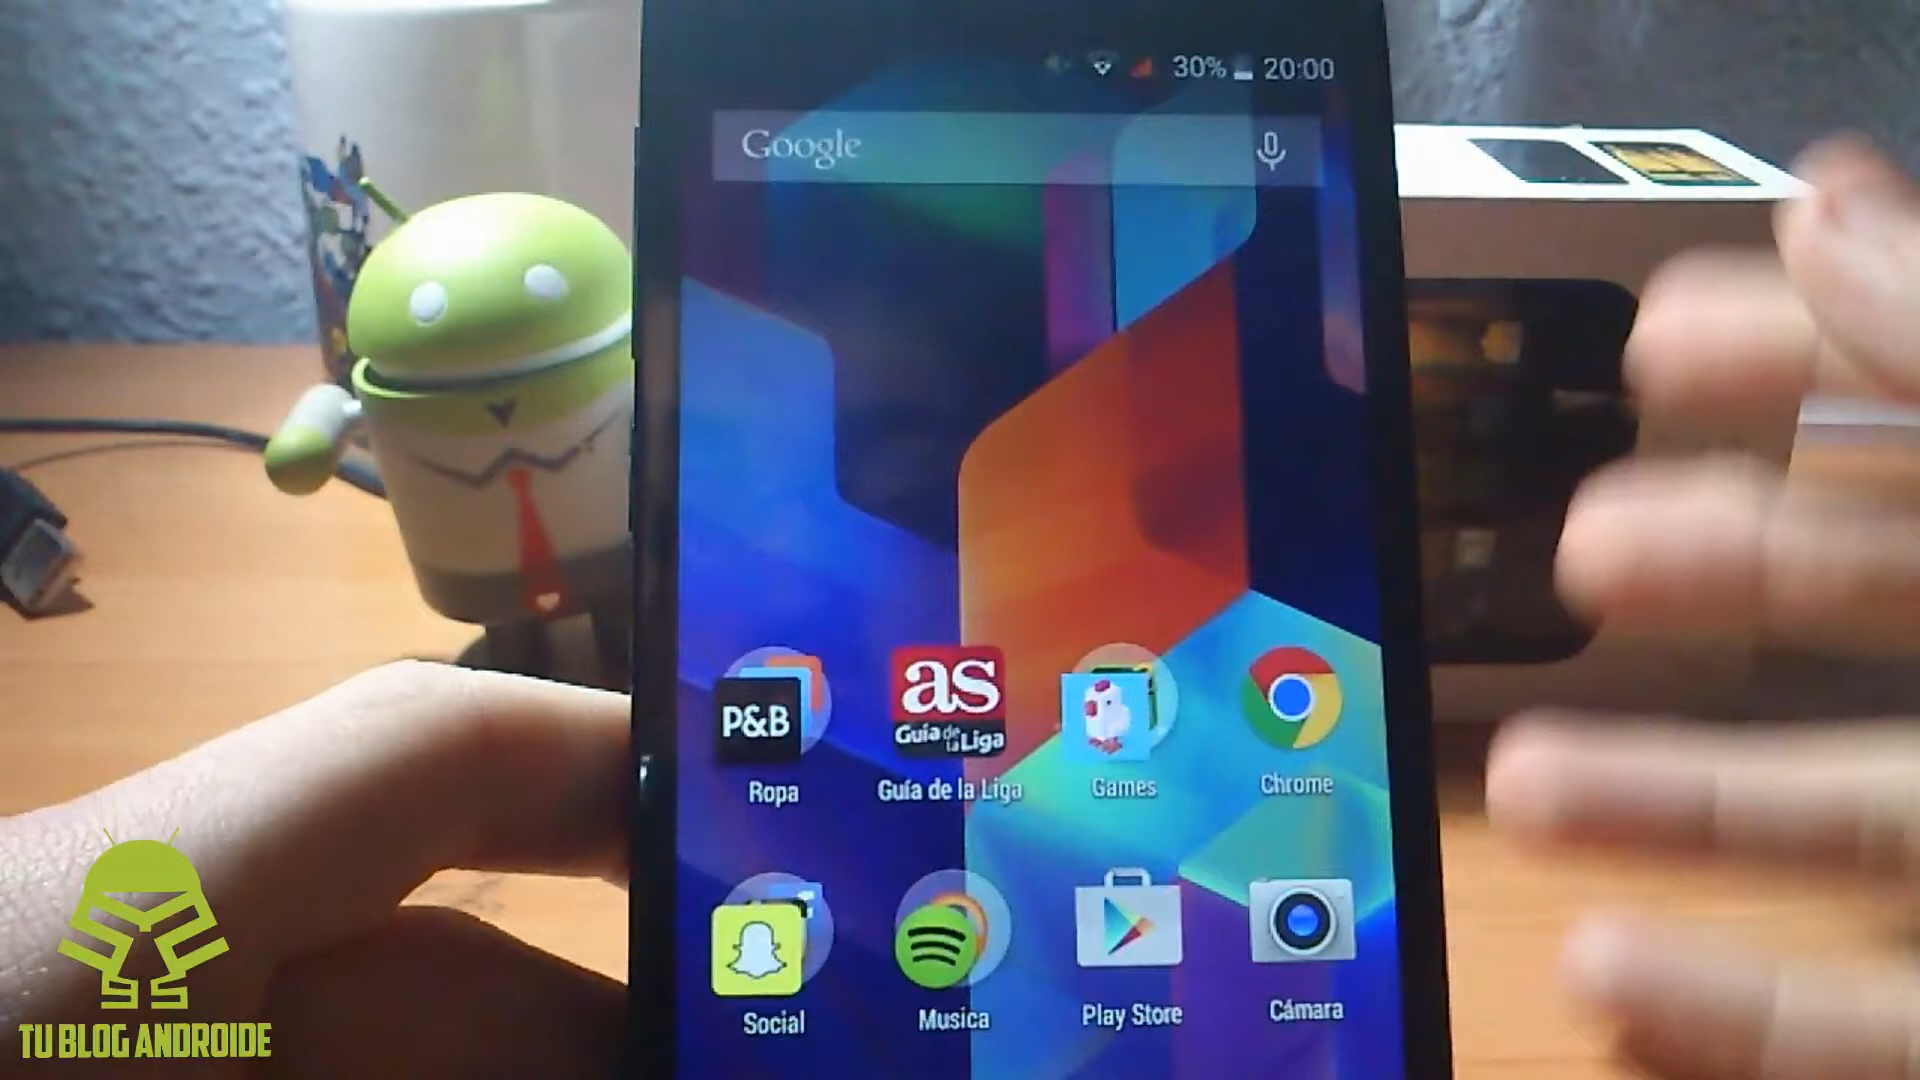 30% 20:00
Google
P&B
as
Guía de la Liga
Ropa
Guía de la Liga
Games
Chrome
Social
Musica
Play Store
Cámara
TU BLOG ANDROIDE